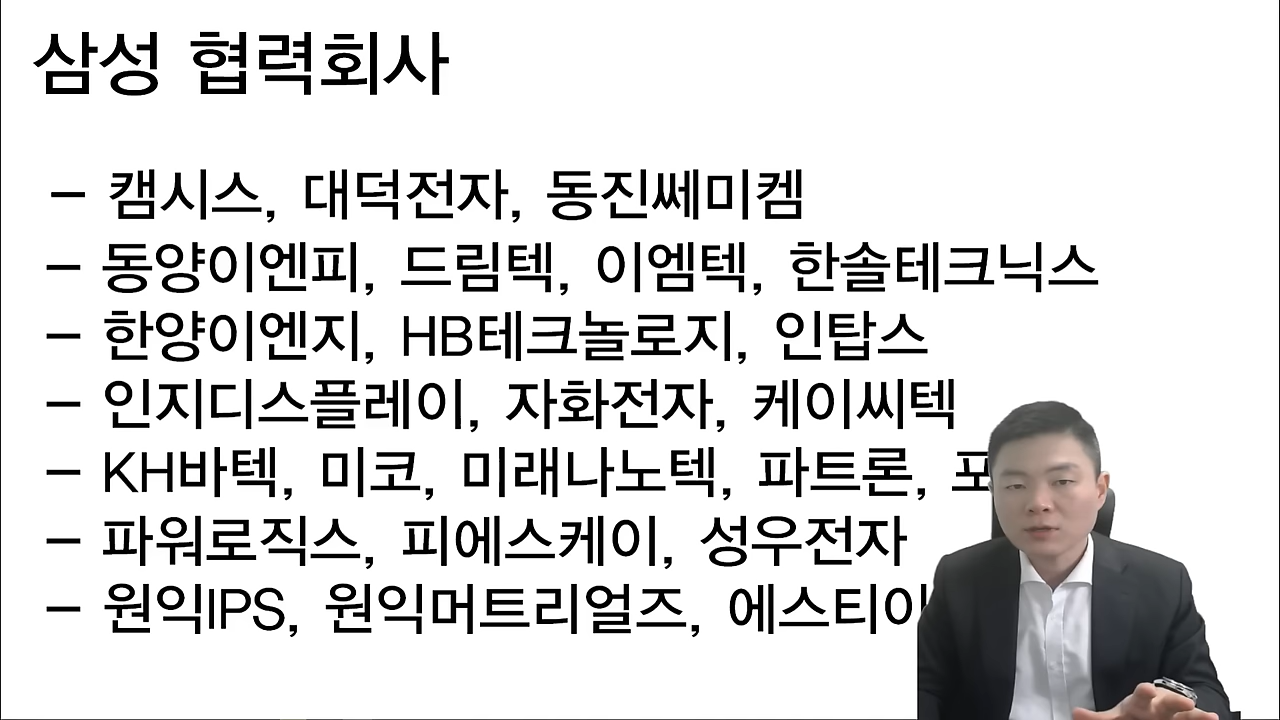 삼성 협력회사
- 캠시스, 대덕전자, 동진쎄미켐
- 동양이엔피, 드림텍, 이엠텍, 한솔테크닉스
- 한양이엔지, HB테크놀로지, 인탑스
- 인지디스플레이, 자화전자, 케이씨텍
- KH바텍, 미코, 미래나노텍, 파트론,
- 파워로직스, 피에스케이, 성우전자
- 원익IPS, 원익머트리얼즈,